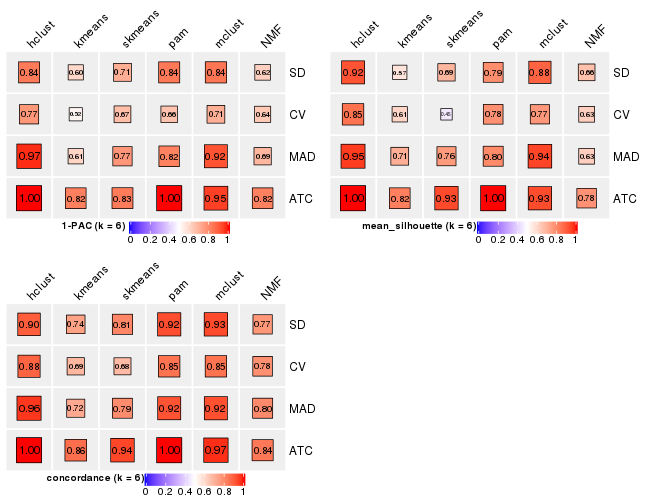 hclust kmeans skmeans pam mclust NMF
0.84 0.60 0.71 0.84 0.84 0.62 SD
0.77 0.52 0.67 0.66 0.71 0.64 CV
0.97 0.61 0.77 0.82 0.92 0.69 MAD
1.00 0.82 0.83 1.00 0.95 0.82 ATC
1-PAC (k = 6)
0 0.2 0.4 0.6 0.8 1
hclust kmeans skmeans pam mclust NMF
0.92 0.57 0.69 0.79 0.88 0.66 SD
0.85 0.61 0.45 0.78 0.77 0.63 CV
0.95 0.71 0.76 0.80 0.94 0.63 MAD
1.00 0.82 0.93 1.00 0.93 0.78 ATC
mean_silhouette (k = 6)
0 0.2 0.4 0.6 0.8 1
hclust kmeans skmeans pam mclust NMF
0.90 0.74 0.81 0.92 0.93 0.77 SD
0.88 0.69 0.68 0.85 0.85 0.78 CV
0.96 0.72 0.79 0.92 0.92 0.80 MAD
1.00 0.86 0.94 1.00 0.97 0.84 ATC
concordance (k = 6)
0 0.2 0.4 0.6 0.8 1